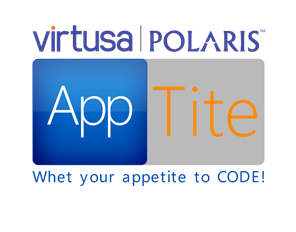 virtusa | POLARIS™
App Tite
Whet your appetite to CODE!